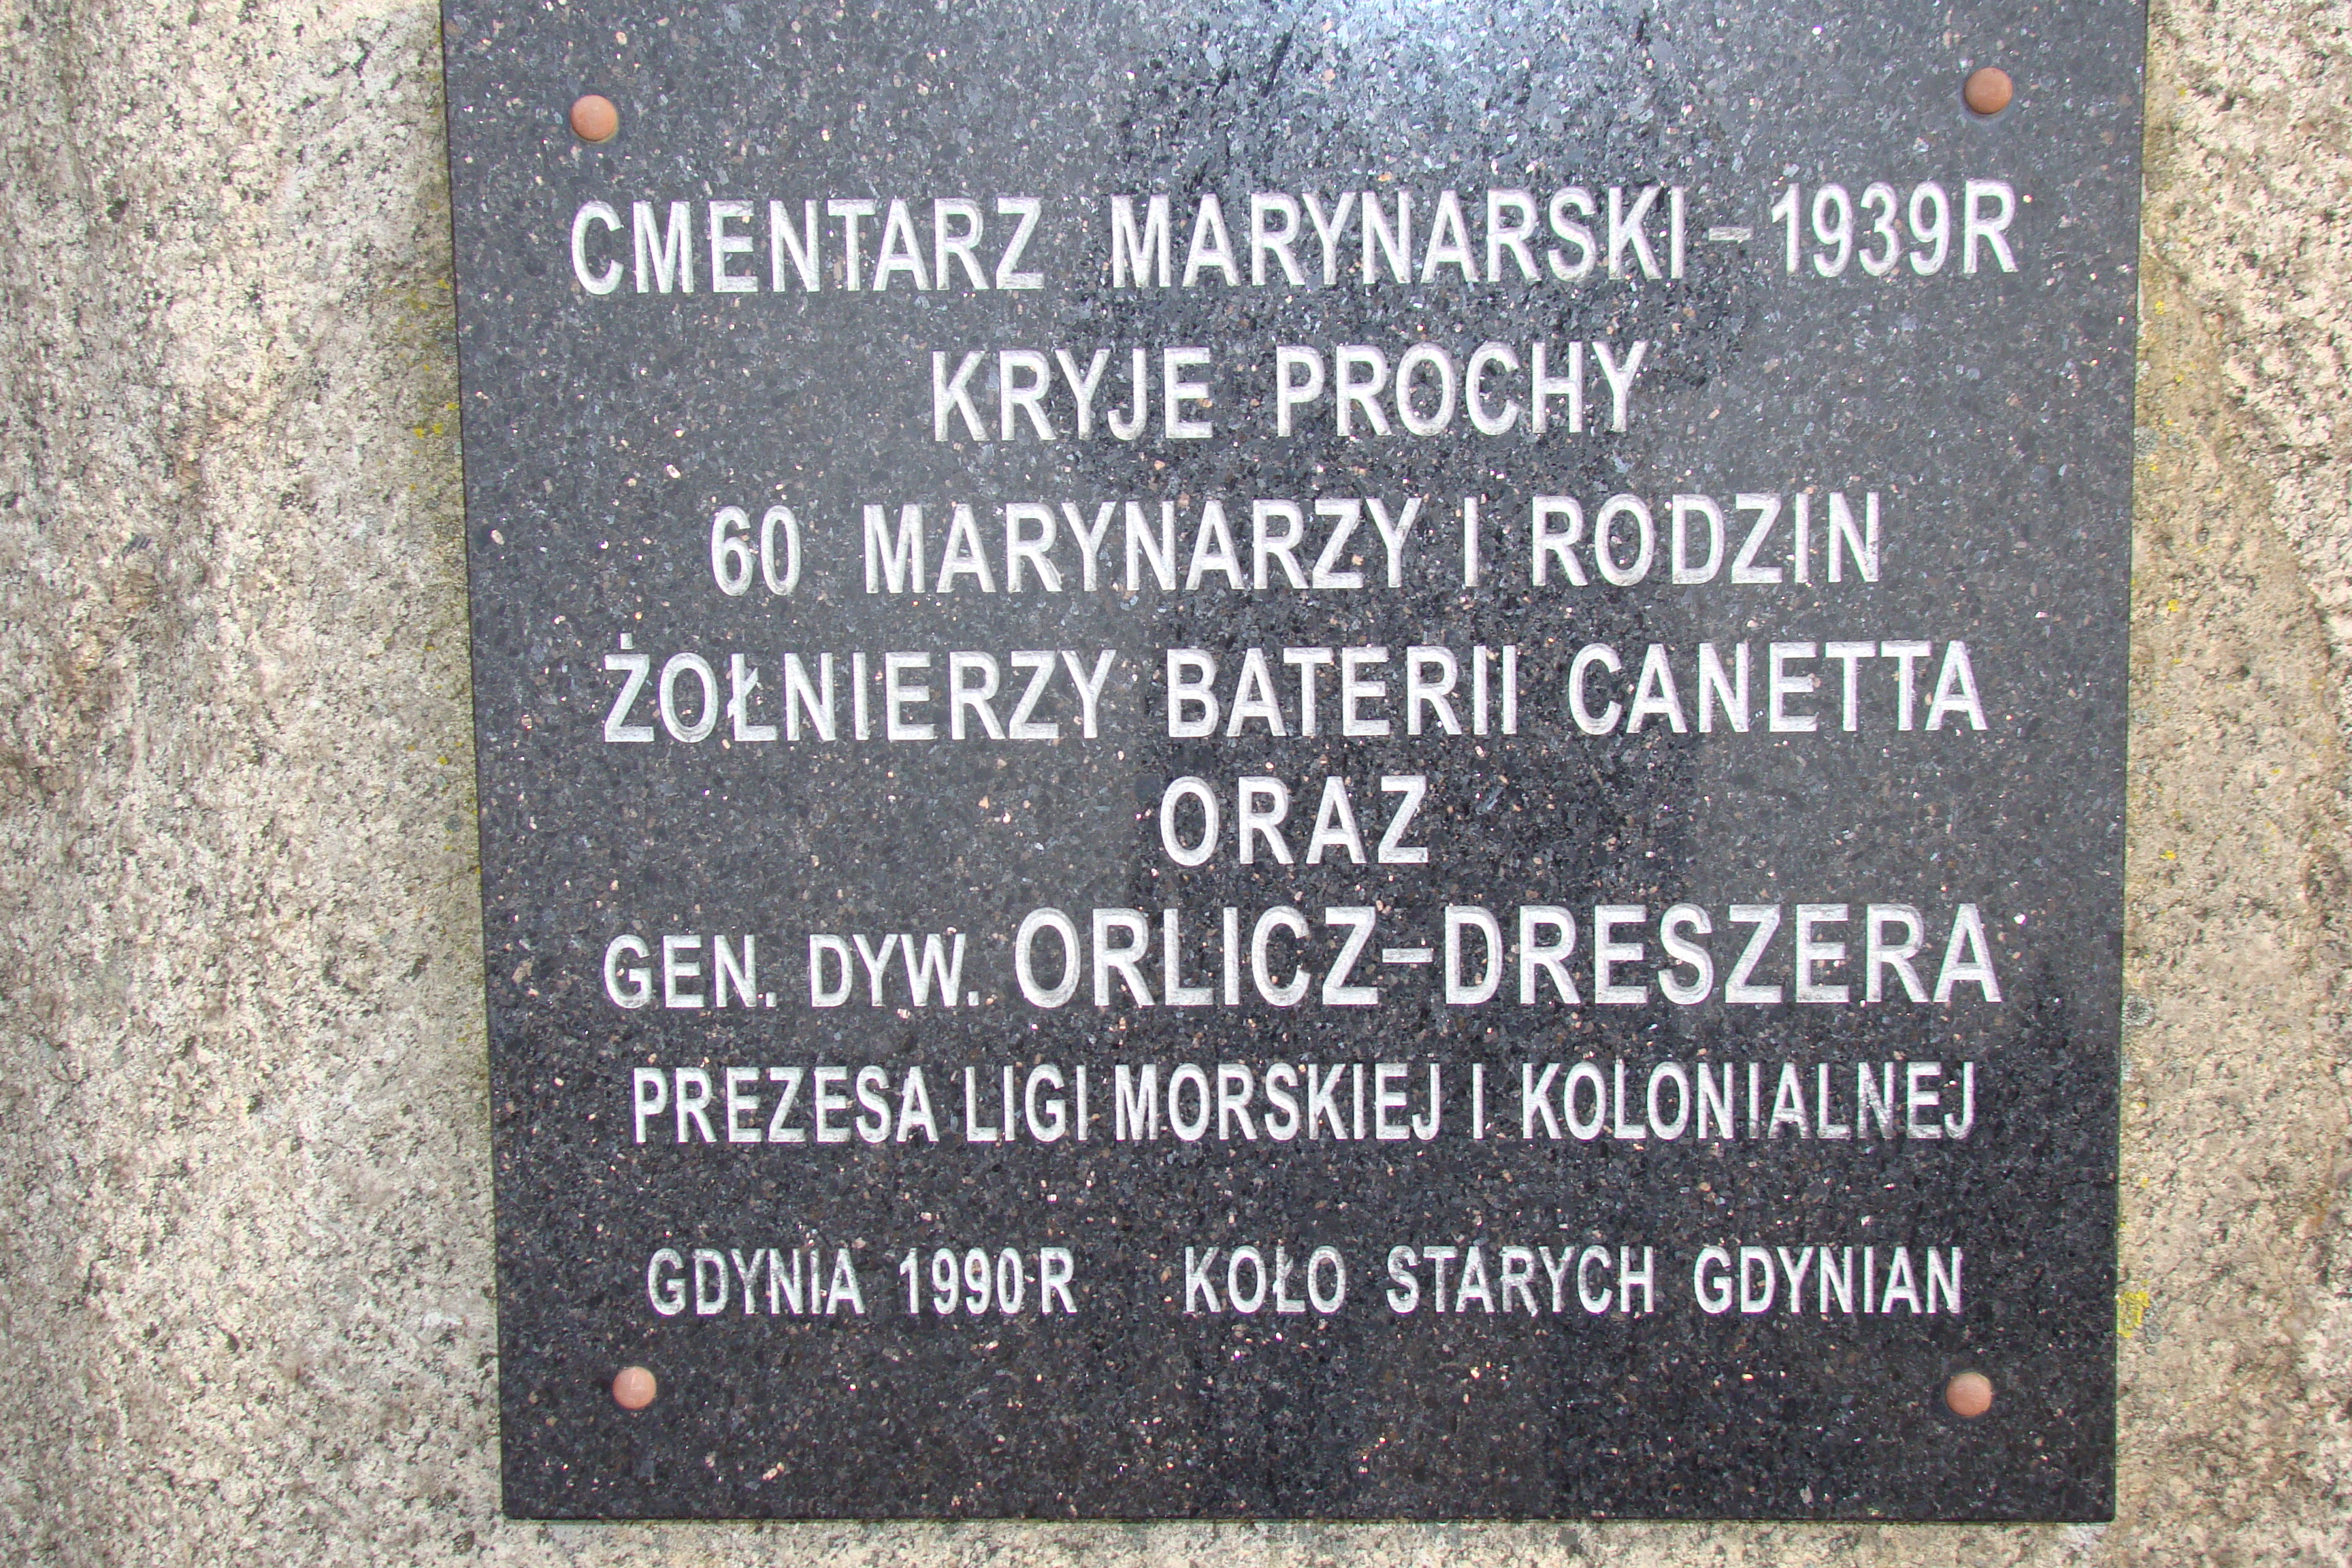 CMENTARZ MARYNARSKI – 1939R
KRYJE PROCHY
60 MARYNARZY I RODZIN
ŻOŁNIERZY BATERII CANETTA
ORAZ
GEN. DYW. ORLICZ–DRESZERA
PREZESA LIGI MORSKIEJ I KOLONIALNEJ
GDYNIA 1990R KOŁO STARYCH GDYNIAN